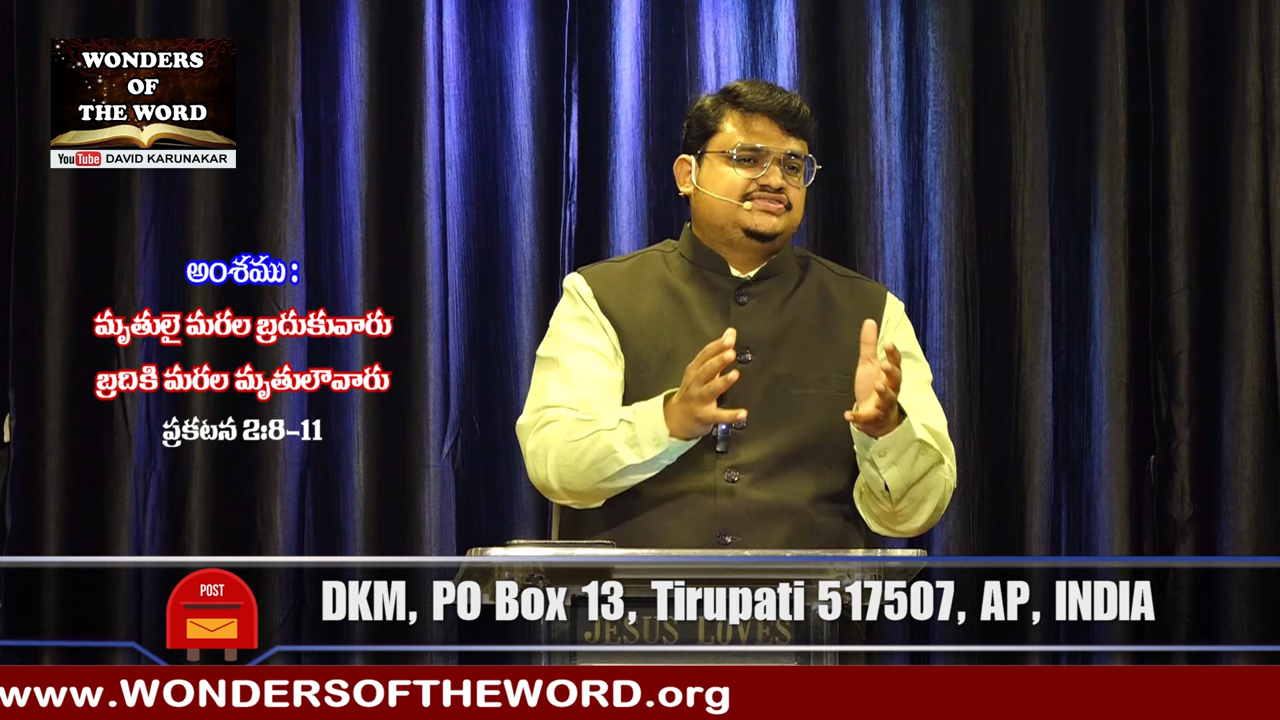 WONDERS
OF
THE WORD
YouTube DAVID KARUNAKAR
అంశము :
మృతులై మరల బ్రదుకువారు
బ్రదికి మరల మృతులౌవారు
ప్రకటన 2:8-11
POST
DKM, PO Box 13, Tirupati 517507, AP, INDIA
JESUS LOVES
www.WONDERSOFTHEWORD.org